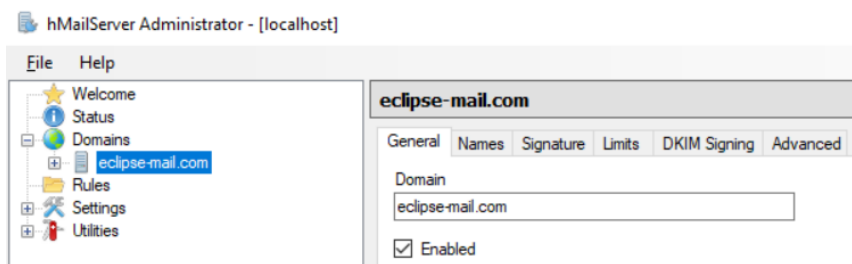 hMailServer Administrator - [localhost]
File Help
Welcome
Status
Domains
eclipse-mail.com
Rules
Settings
Utilities
eclipse-mail.com
General Names Signature Limits DKIM Signing Advanced
Domain
eclipse-mail.com
Enabled